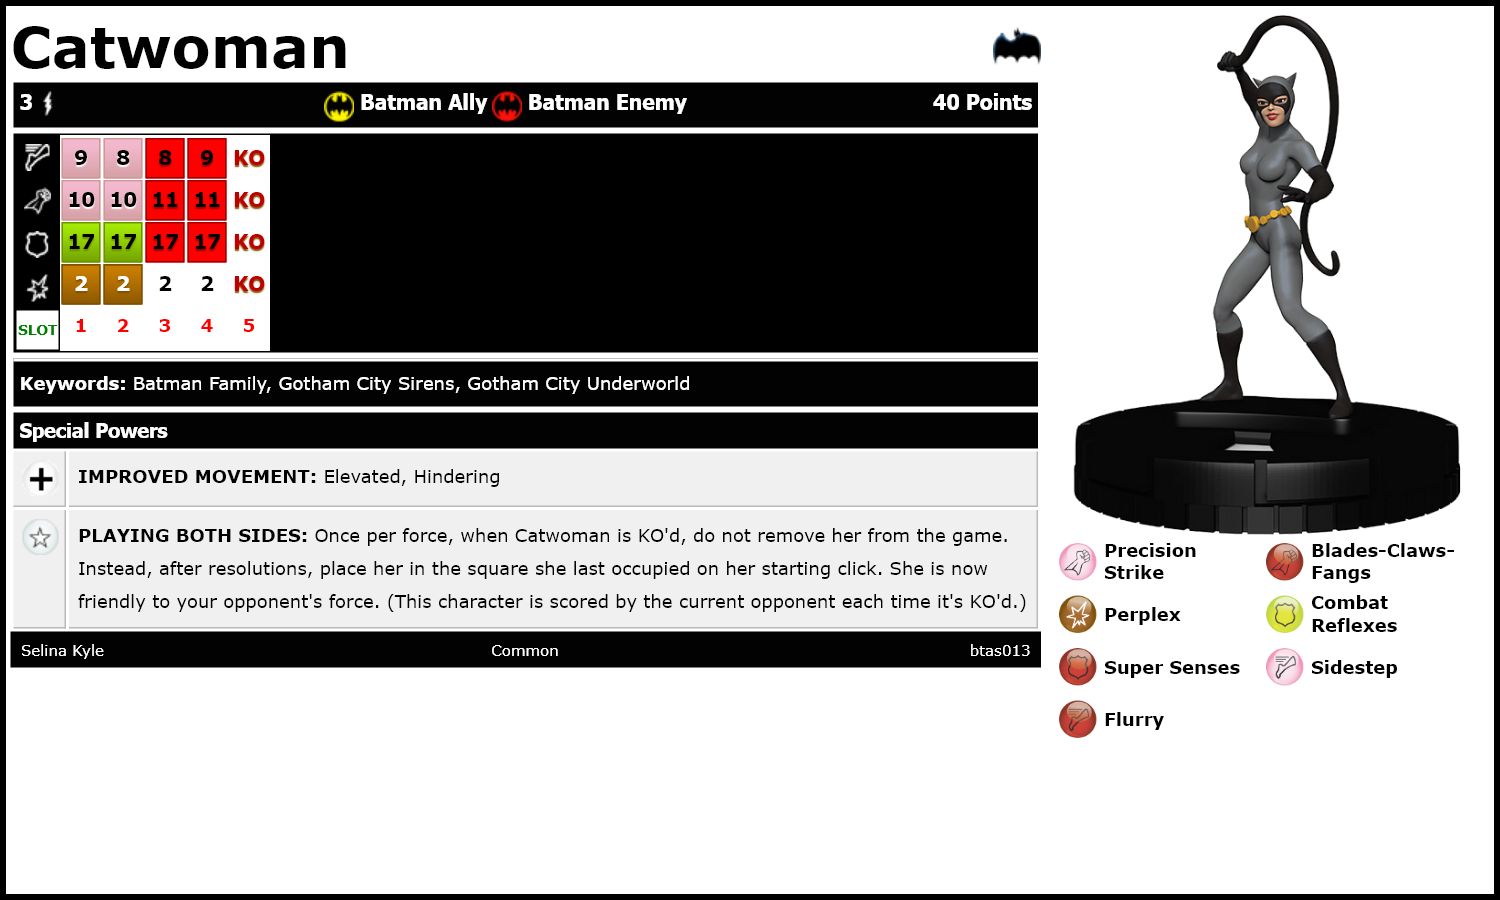 Catwoman
3 Batman Ally Batman Enemy 40 Points
9 8 8 9 KO
10 10 11 11 KO
17 17 17 17 KO
2 2 2 2 KO
SLOT 1 2 3 4 5
Keywords: Batman Family, Gotham City Sirens, Gotham City Underworld
Special Powers
IMPROVED MOVEMENT: Elevated, Hindering
PLAYING BOTH SIDES: Once per force, when Catwoman is KO'd, do not remove her from the game.
Instead, after resolutions, place her in the square she last occupied on her starting click. She is now
friendly to your opponent's force. (This character is scored by the current opponent each time it's KO'd.)
Selina Kyle Common btas013
Precision
Strike
Blades-Claws-
Fangs
Perplex
Combat
Reflexes
Super Senses
Sidestep
Flurry